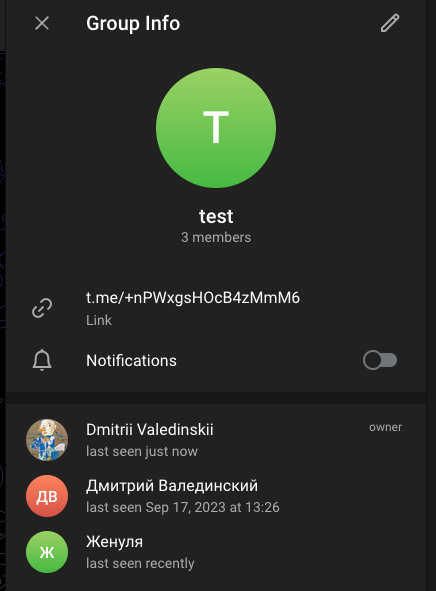 Group Info
T
test
3 members
t.me/+nPWxgsHOcB4zMmM6
Link
Notifications
Dmitrii Valedinskii
owner
last seen just now
ДВ
Дмитрий Валединский
last seen Sep 17, 2023 at 13:26
Ж
Женуля
last seen recently